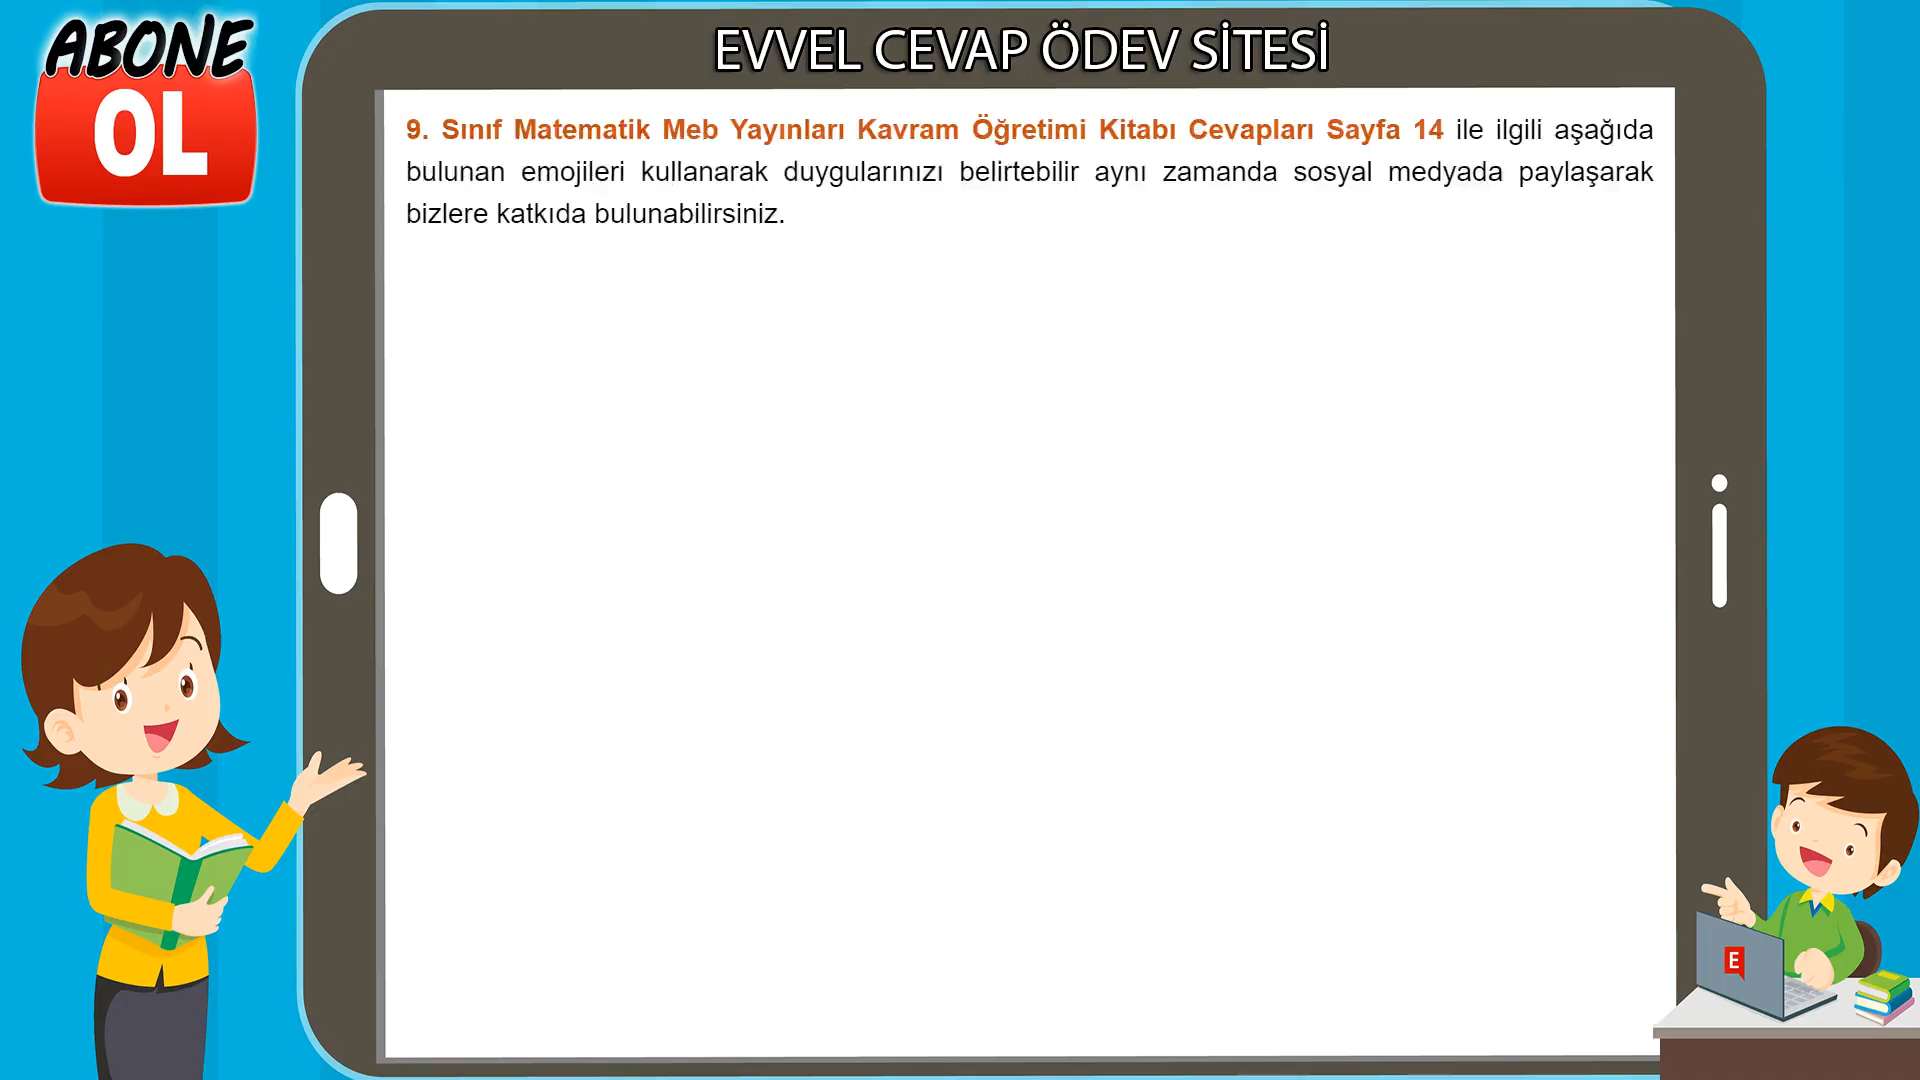 ABONE
OL
EVVEL CEVAP ÖDEV SİTESİ
9. Sınıf Matematik Meb Yayınları Kavram Öğretimi Kitabı Cevapları Sayfa 14 ile ilgili aşağıda
bulunan emojileri kullanarak duygularınızı belirtebilir aynı zamanda sosyal medyada paylaşarak
bizlere katkıda bulunabilirsiniz.
E